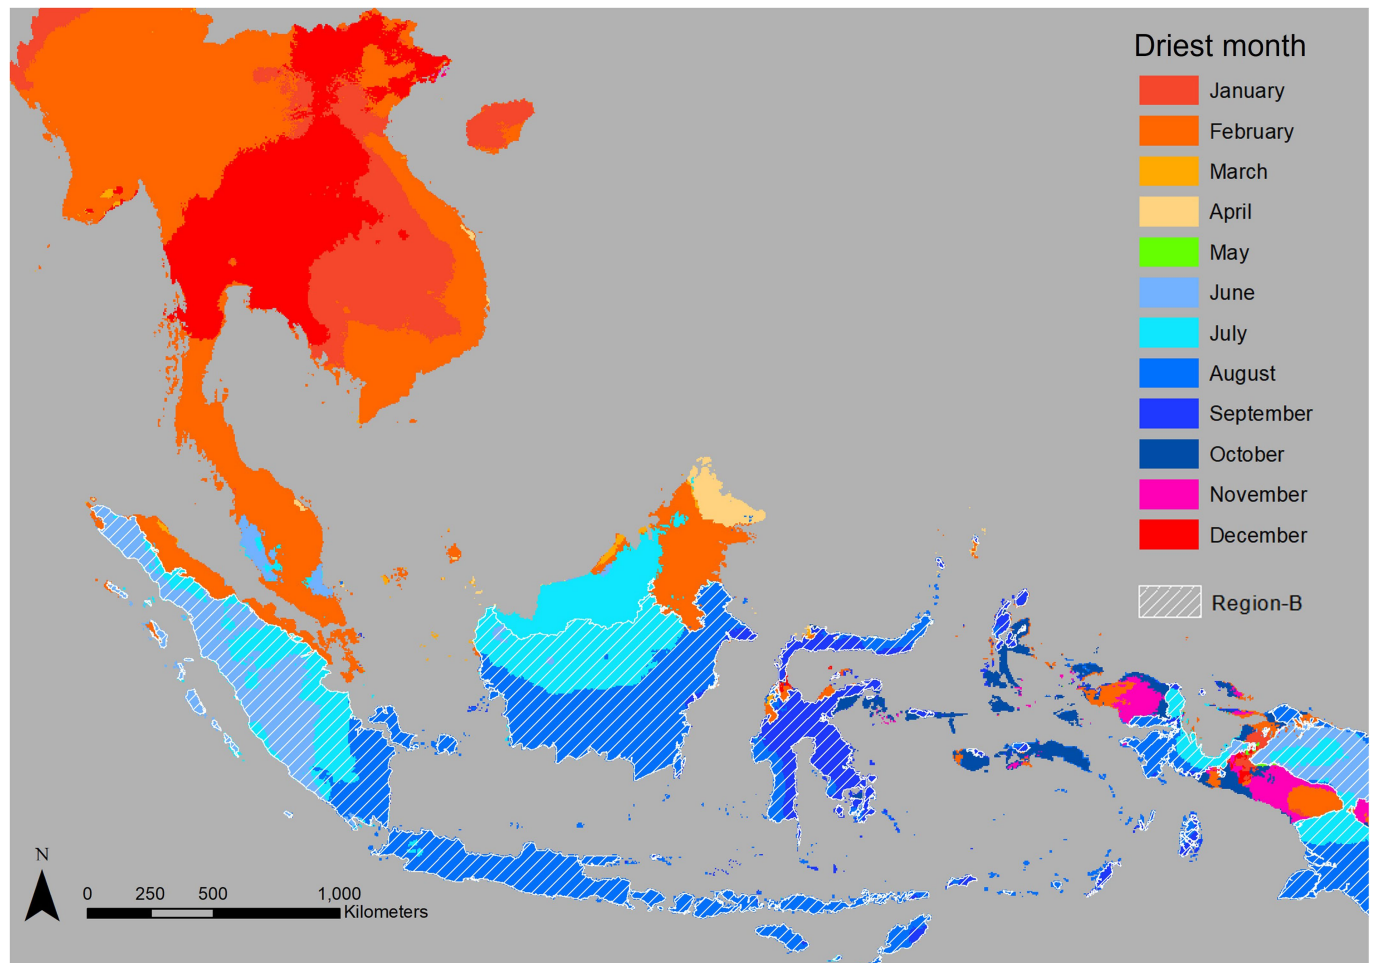 Driest month
January
February
March
April
May
June
July
August
September
October
November
December
Region-B
N
0 250 500 1,000
Kilometers